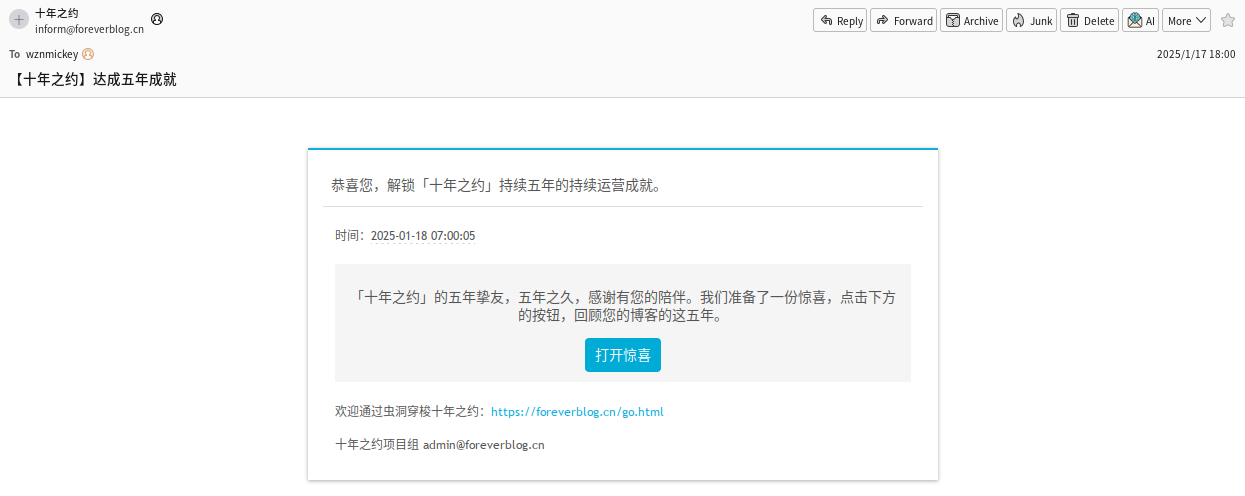 十年之约
inform@foreverblog.cn
Reply
Forward
Archive
Junk
Delete
AI
More
To wznmickey
2025/1/17 18:00
【十年之约】达成五年成就
恭喜您，解锁「十年之约」持续五年的持续运营成就。
时间：2025-01-18 07:00:05
「十年之约」的五年挚友，五年之久，感谢有您的陪伴。我们准备了一份惊喜，点击下方
的按钮，回顾您的博客的这五年。
打开惊喜
欢迎通过虫洞穿梭十年之约：https://foreverblog.cn/go.html
十年之约项目组 admin@foreverblog.cn